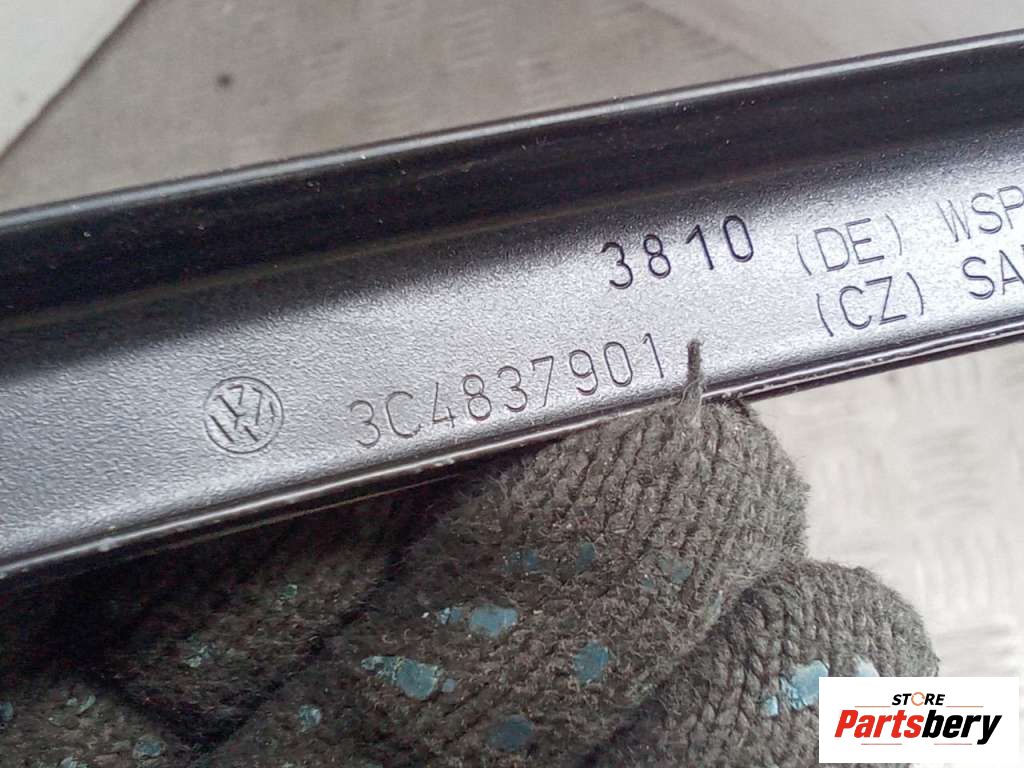 3810 (DE) WSP
(CZ) SA
3C4837901
STORE
Partsbery